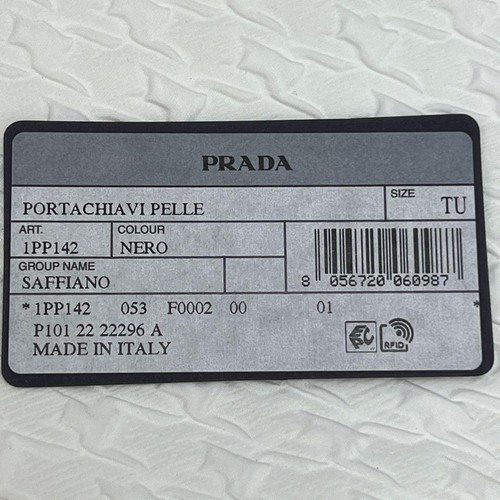 PRADA
PORTACHIAVI PELLE
SIZE
TU
ART.
1PP142
COLOUR
NERO
GROUP NAME
SAFFIANO
8 056720 060987
* 1PP142 053 F0002 00 01 *
P101 22 22296 A
MADE IN ITALY
EPC
RFID